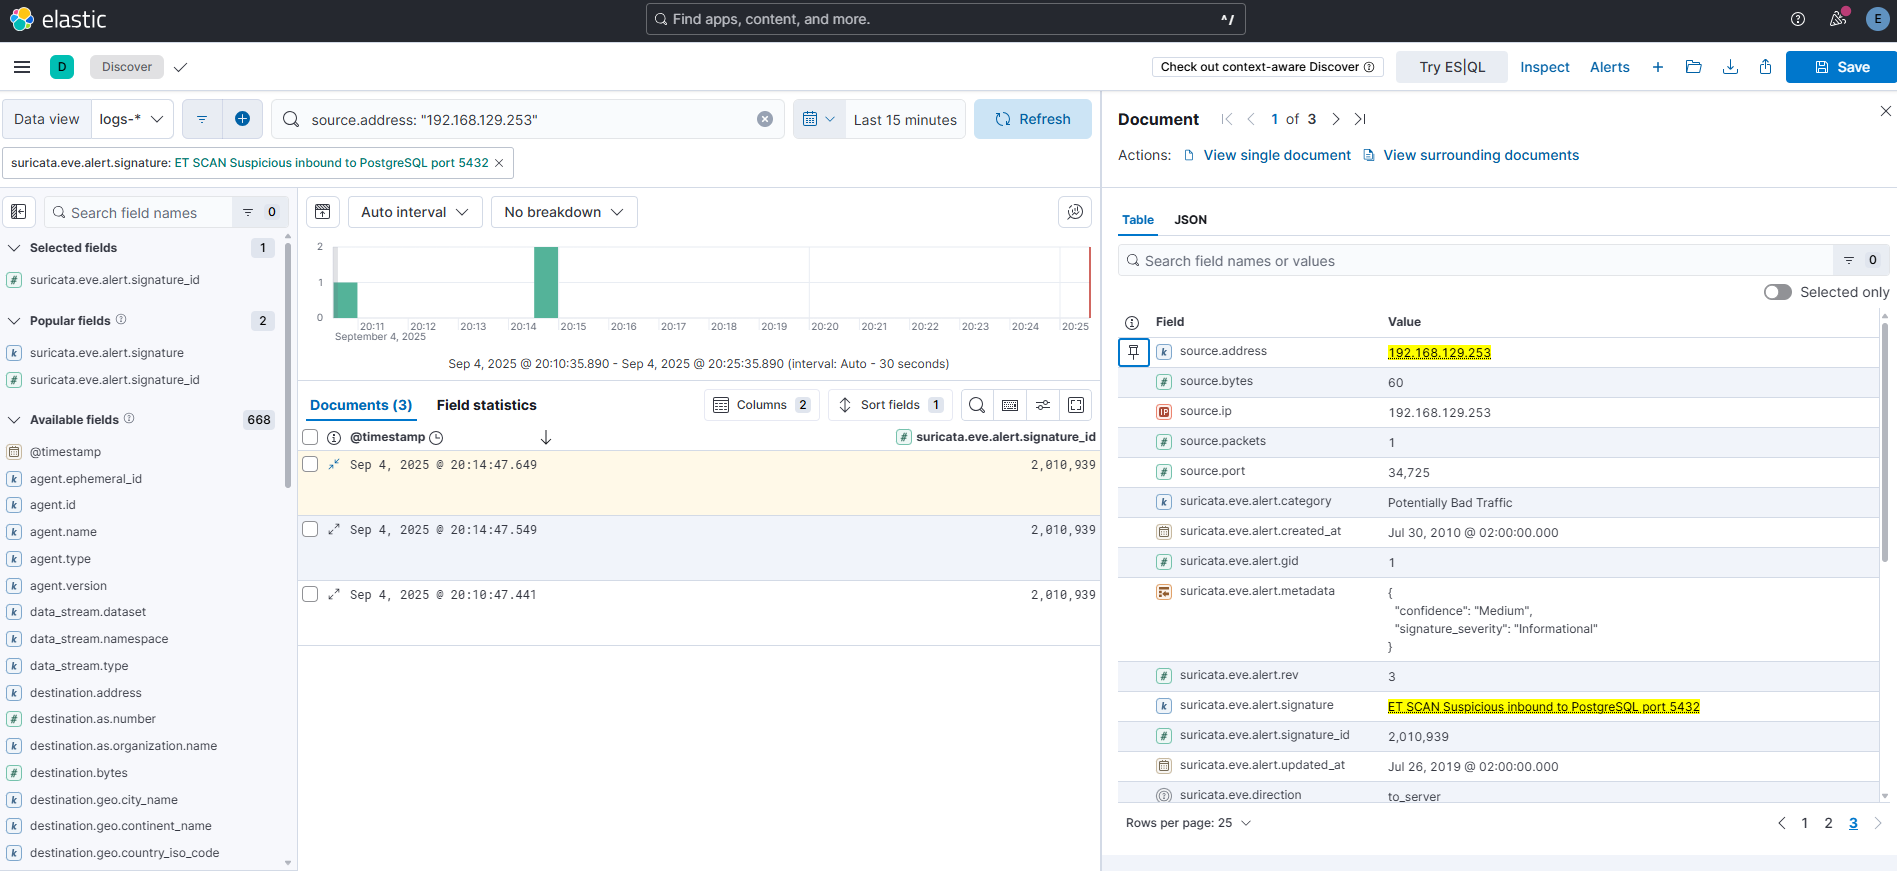 elastic
Find apps, content, and more.
^/
E
D
Discover
Check out context-aware Discover
Try ES|QL
Inspect
Alerts
Save
Data view
logs-*
source.address: "192.168.129.253"
Last 15 minutes
Refresh
suricata.eve.alert.signature: ET SCAN Suspicious inbound to PostgreSQL port 5432
Search field names
0
Selected fields
1
suricata.eve.alert.signature_id
Popular fields
2
suricata.eve.alert.signature
suricata.eve.alert.signature_id
Available fields
668
@timestamp
agent.ephemeral_id
agent.id
agent.name
agent.type
agent.version
data_stream.dataset
data_stream.namespace
data_stream.type
destination.address
destination.as.number
destination.as.organization.name
destination.bytes
destination.geo.city_name
destination.geo.continent_name
destination.geo.country_iso_code
Auto interval
No breakdown
2
1
0
20:11
20:12
20:13
20:14
20:15
20:16
20:17
20:18
20:19
20:20
20:21
20:22
20:23
20:24
20:25
September 4, 2025
Sep 4, 2025 @ 20:10:35.890 - Sep 4, 2025 @ 20:25:35.890 (interval: Auto - 30 seconds)
Documents (3)
Field statistics
Columns 2
Sort fields 1
@timestamp
suricata.eve.alert.signature_id
Sep 4, 2025 @ 20:14:47.649
2,010,939
Sep 4, 2025 @ 20:14:47.549
2,010,939
Sep 4, 2025 @ 20:10:47.441
2,010,939
Document
1 of 3
Actions:
View single document
View surrounding documents
Table
JSON
Search field names or values
0
Selected only
Field
Value
source.address
192.168.129.253
source.bytes
60
source.ip
192.168.129.253
source.packets
1
source.port
34,725
suricata.eve.alert.category
Potentially Bad Traffic
suricata.eve.alert.created_at
Jul 30, 2010 @ 02:00:00.000
suricata.eve.alert.gid
1
suricata.eve.alert.metadata
{
"confidence": "Medium",
"signature_severity": "Informational"
}
suricata.eve.alert.rev
3
suricata.eve.alert.signature
ET SCAN Suspicious inbound to PostgreSQL port 5432
suricata.eve.alert.signature_id
2,010,939
suricata.eve.alert.updated_at
Jul 26, 2019 @ 02:00:00.000
suricata.eve.direction
to_server
Rows per page: 25
1
2
3